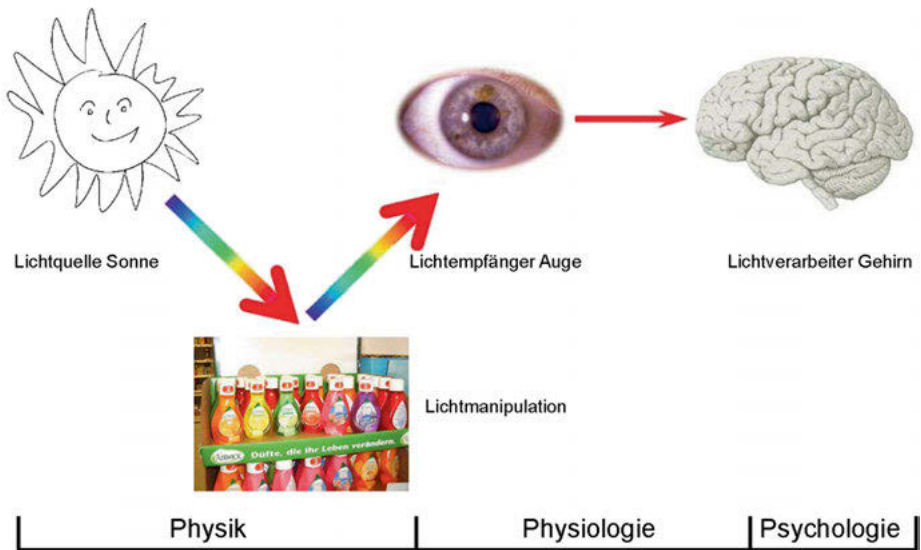 Lichtquelle Sonne
Lichtempfänger Auge
Lichtverarbeiter Gehirn
Lichtmanipulation
Düfte, die Ihr Leben verändern.
Physik
Physiologie
Psychologie